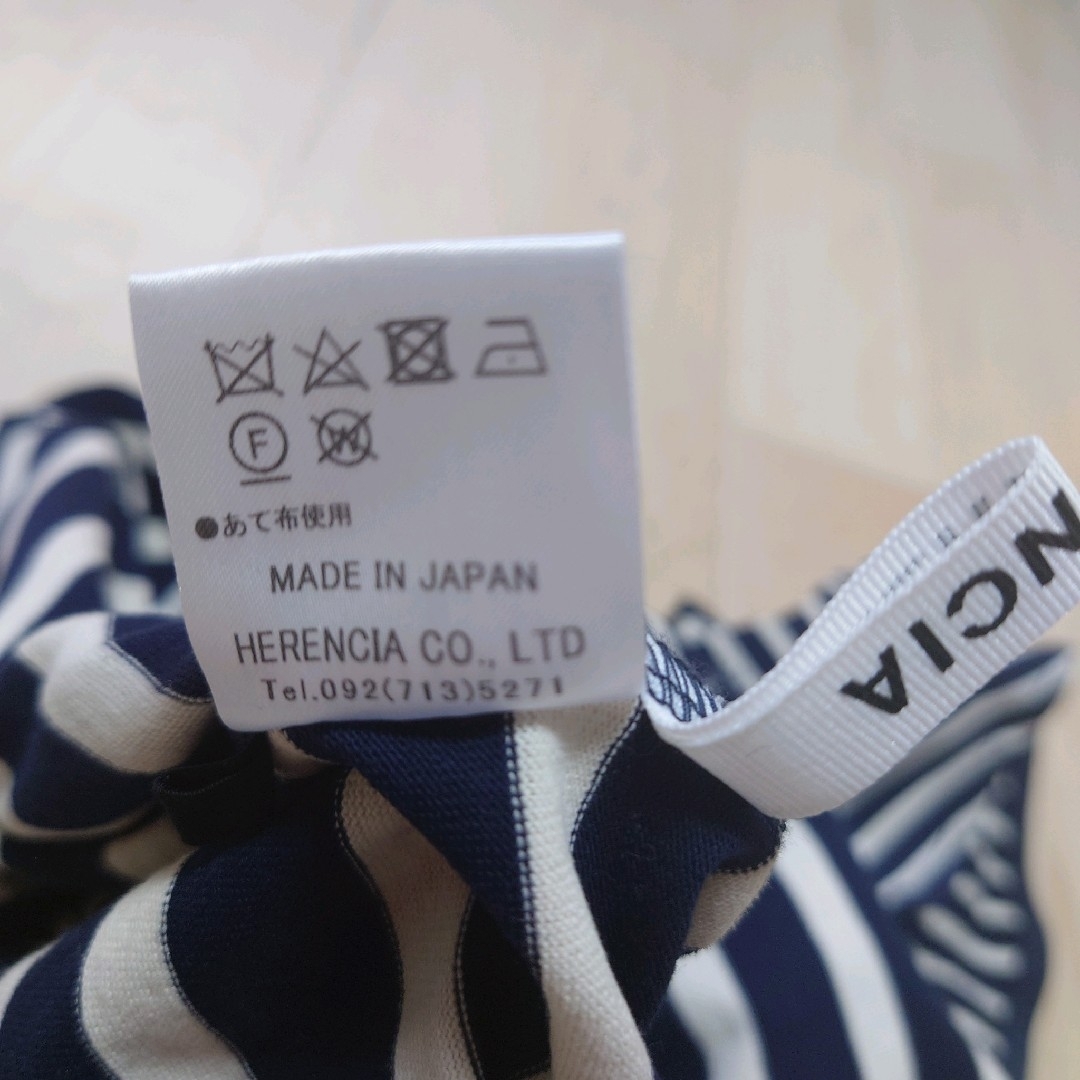 F W
●あて布使用
MADE IN JAPAN
HERENCIA CO., LTD
Tel.092(713)5271
NCIA